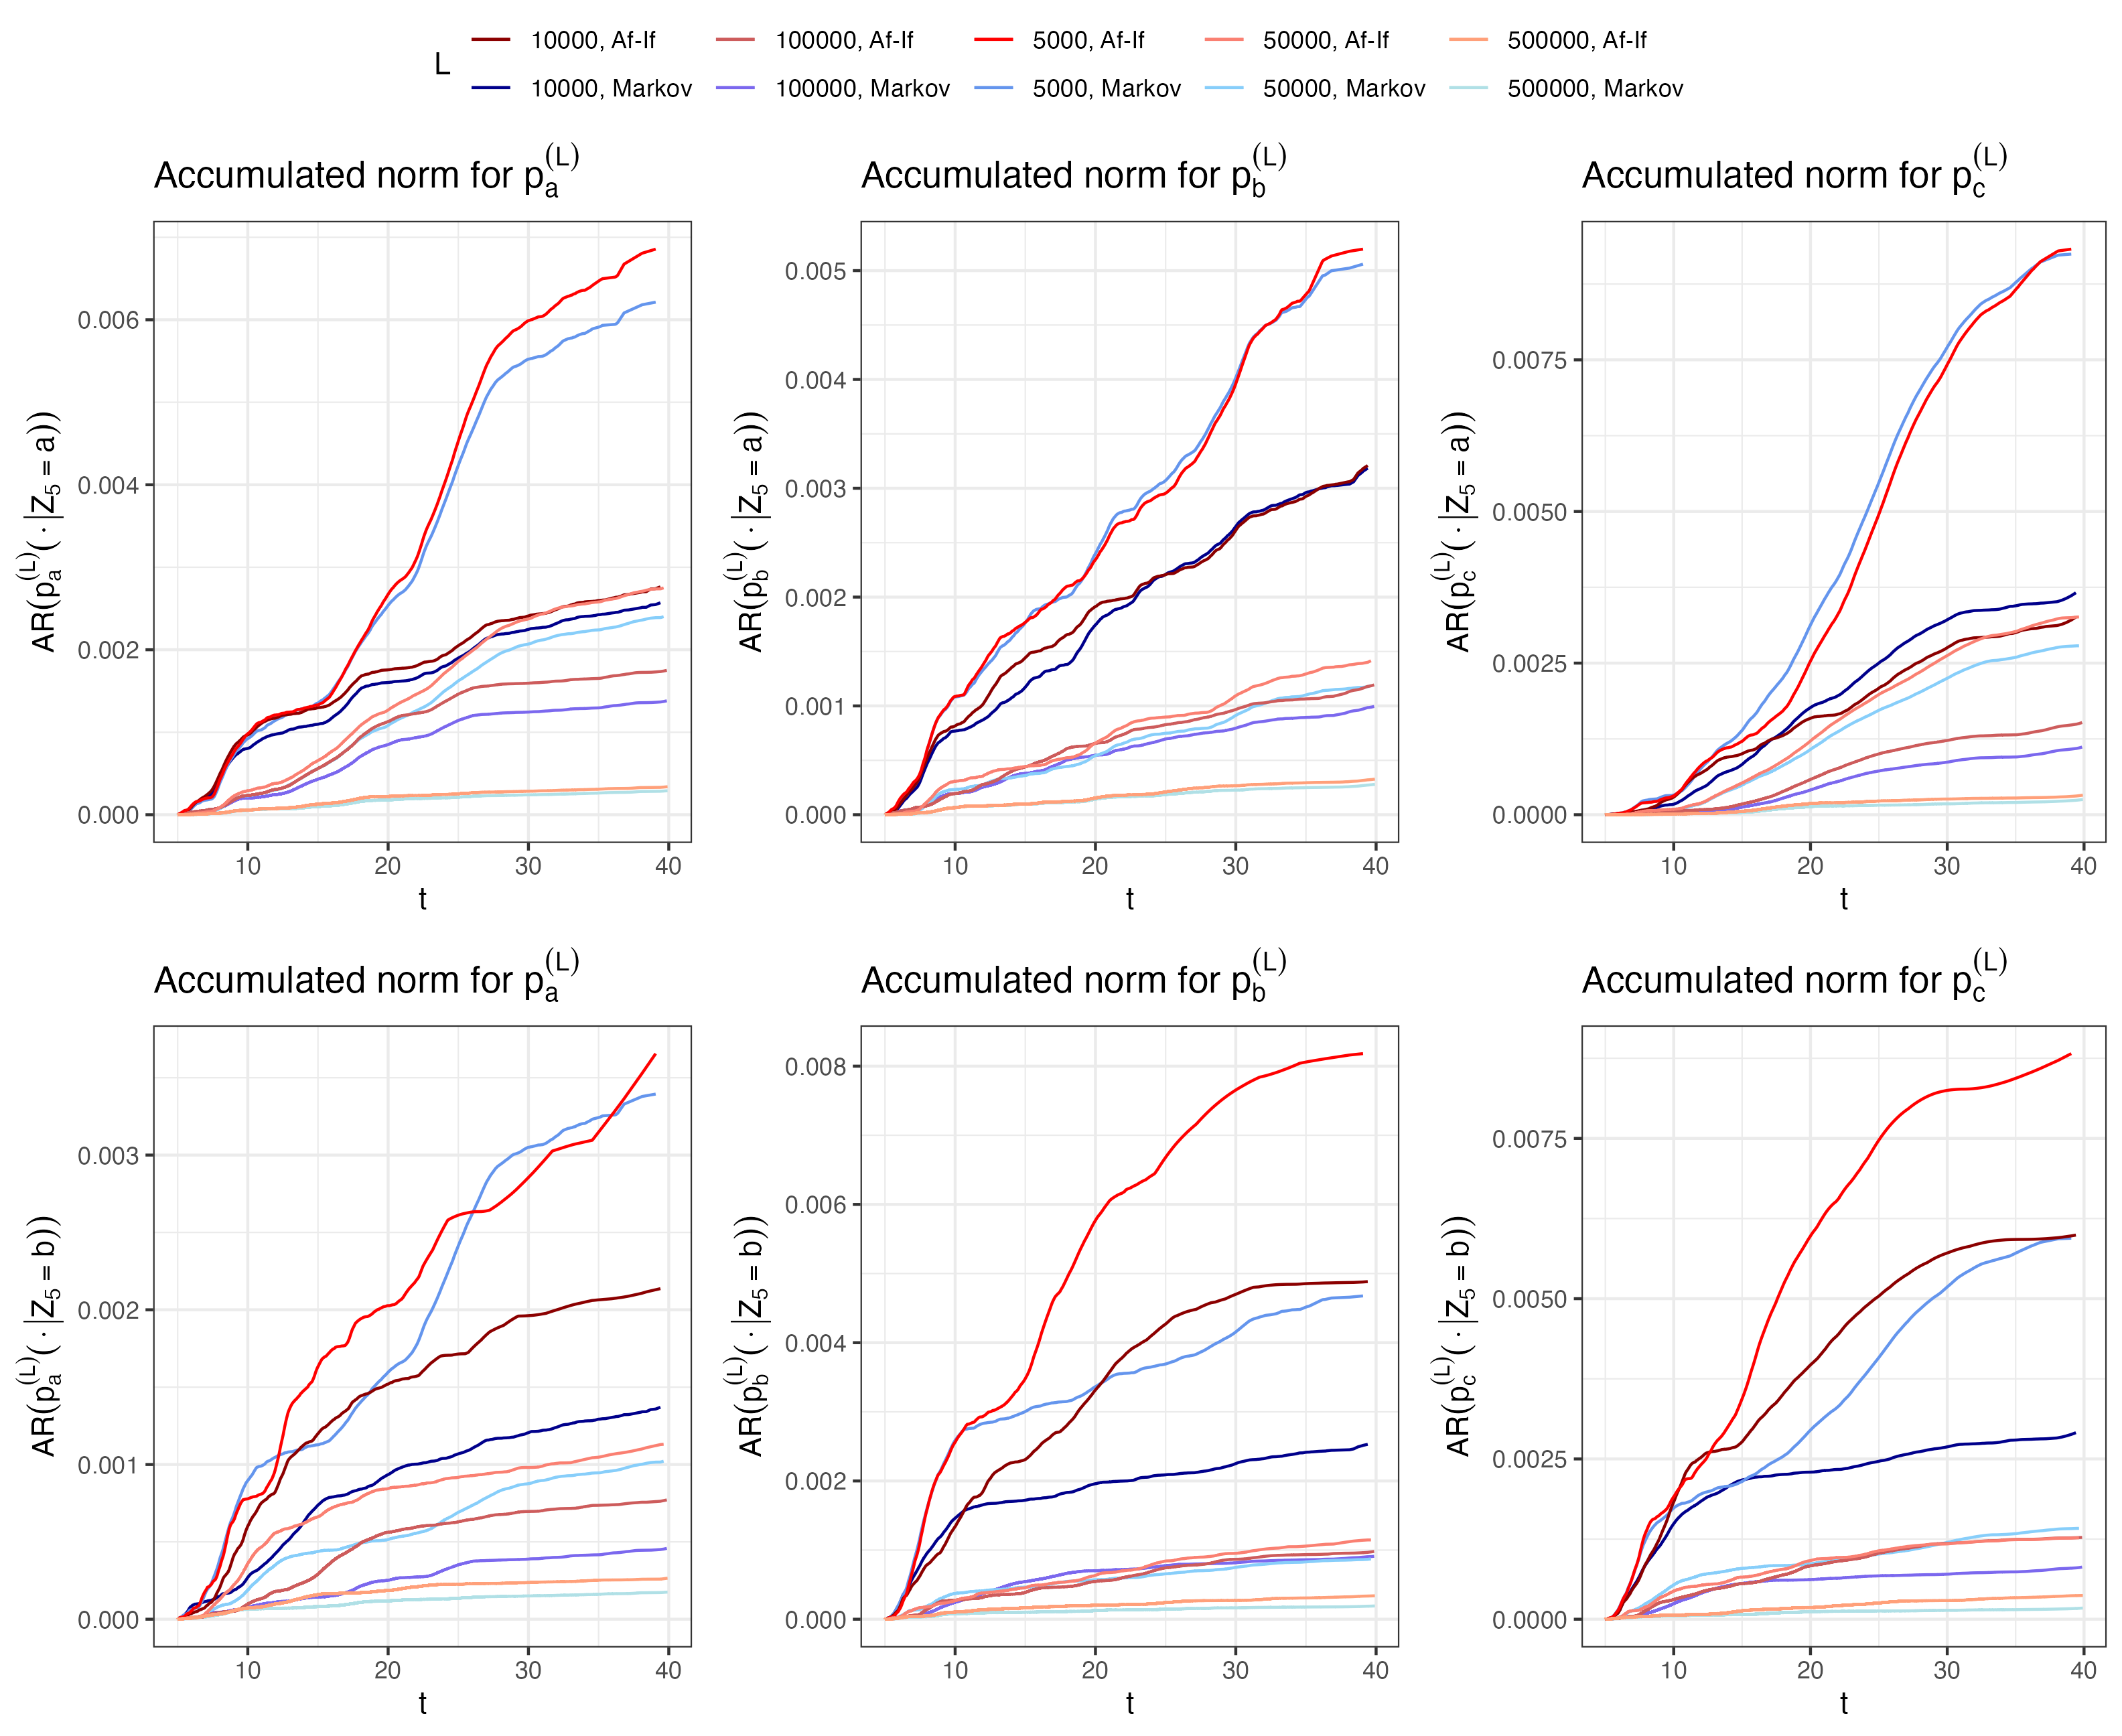 L
10000, Af-If 100000, Af-If 5000, Af-If 50000, Af-If 500000, Af-If
10000, Markov 100000, Markov 5000, Markov 50000, Markov 500000, Markov
Accumulated norm for p_a^(L) Accumulated norm for p_b^(L) Accumulated norm for p_c^(L)
AR(p_a^(L)( · |Z_5 = a))
0.006
0.004
0.002
0.000
10 20 30 40
t
AR(p_b^(L)( · |Z_5 = a))
0.005
0.004
0.003
0.002
0.001
0.000
10 20 30 40
t
AR(p_c^(L)( · |Z_5 = a))
0.0075
0.0050
0.0025
0.0000
10 20 30 40
t
Accumulated norm for p_a^(L) Accumulated norm for p_b^(L) Accumulated norm for p_c^(L)
AR(p_a^(L)( · |Z_5 = b))
0.003
0.002
0.001
0.000
10 20 30 40
t
AR(p_b^(L)( · |Z_5 = b))
0.008
0.006
0.004
0.002
0.000
10 20 30 40
t
AR(p_c^(L)( · |Z_5 = b))
0.0075
0.0050
0.0025
0.0000
10 20 30 40
t